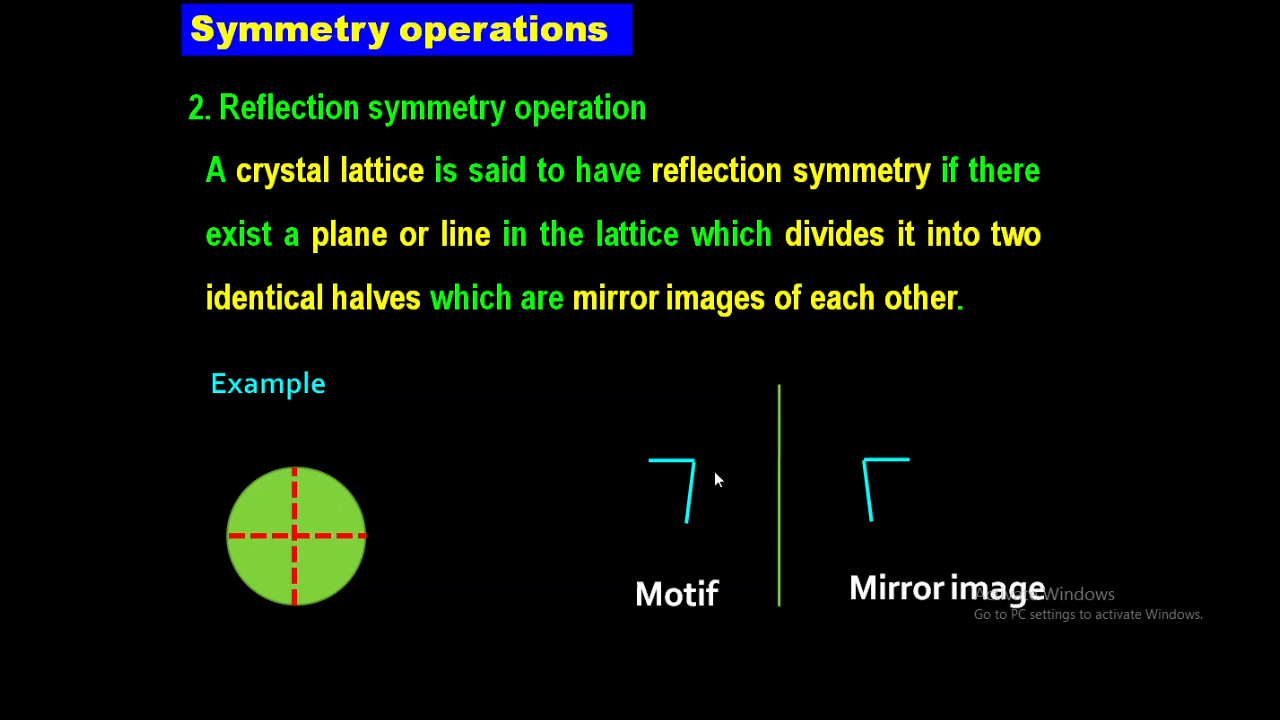 Symmetry operations
2. Reflection symmetry operation
A crystal lattice is said to have reflection symmetry if there
exist a plane or line in the lattice which divides it into two
identical halves which are mirror images of each other.
Example
Motif
Mirror image
Activate Windows
Go to PC settings to activate Windows.